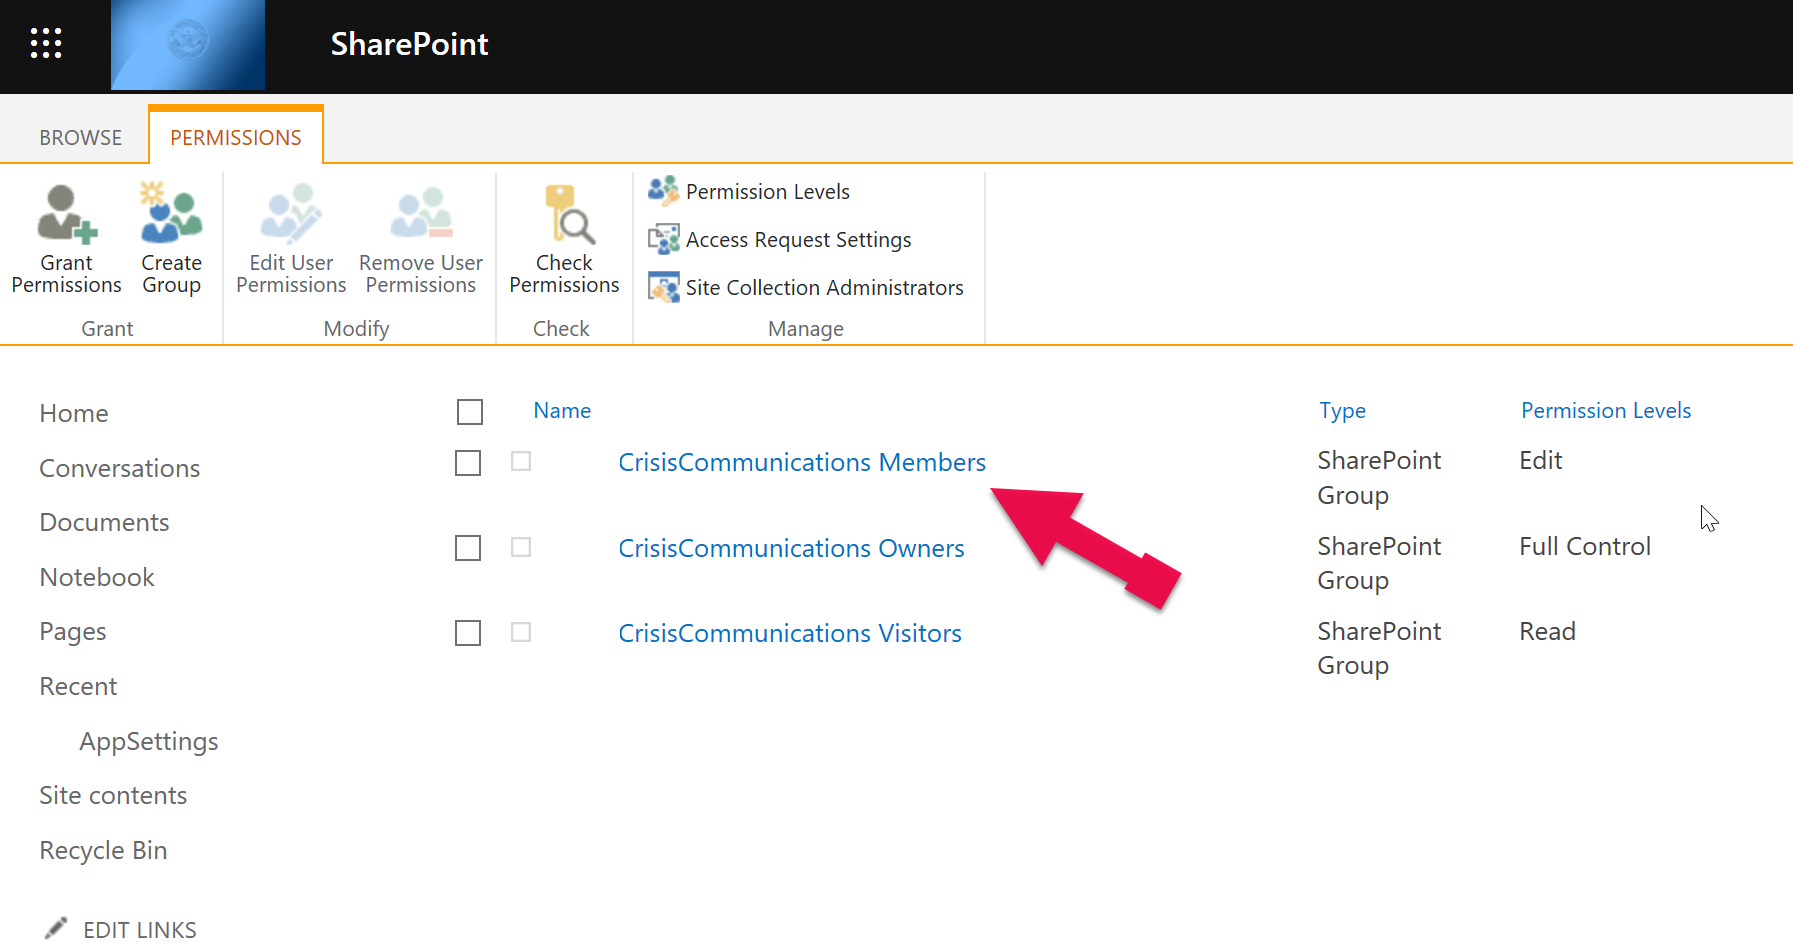 SharePoint
BROWSE
PERMISSIONS
Grant
Permissions
Create
Group
Grant
Edit User
Permissions
Remove User
Permissions
Modify
Check
Permissions
Check
Permission Levels
Access Request Settings
Site Collection Administrators
Manage
Home
Conversations
Documents
Notebook
Pages
Recent
AppSettings
Site contents
Recycle Bin
EDIT LINKS
Name
Type
Permission Levels
CrisisCommunications Members
SharePoint
Group
Edit
CrisisCommunications Owners
SharePoint
Group
Full Control
CrisisCommunications Visitors
SharePoint
Group
Read